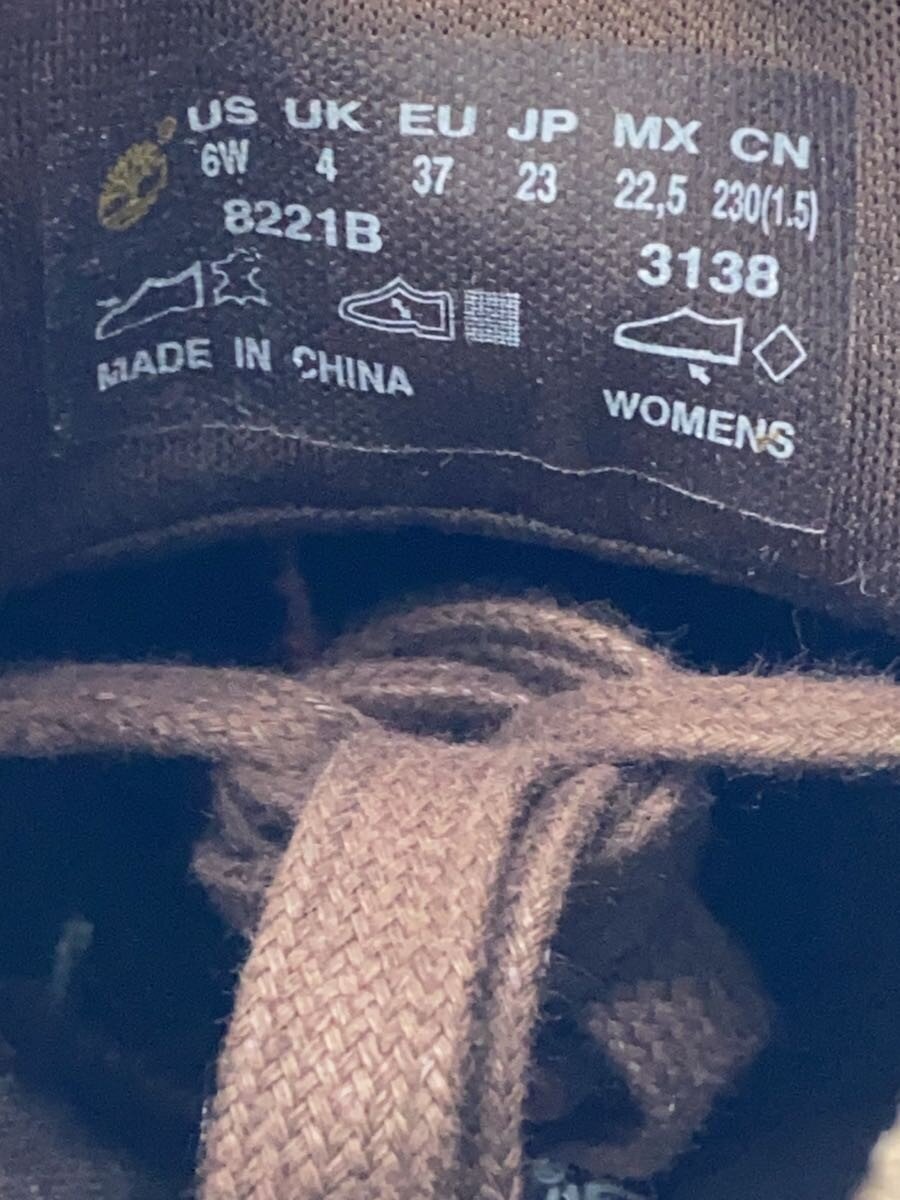 US UK EU JP MX CN
6W 4 37 23 22,5 230(1.5)
8221B 3138
MADE IN CHINA WOMENS